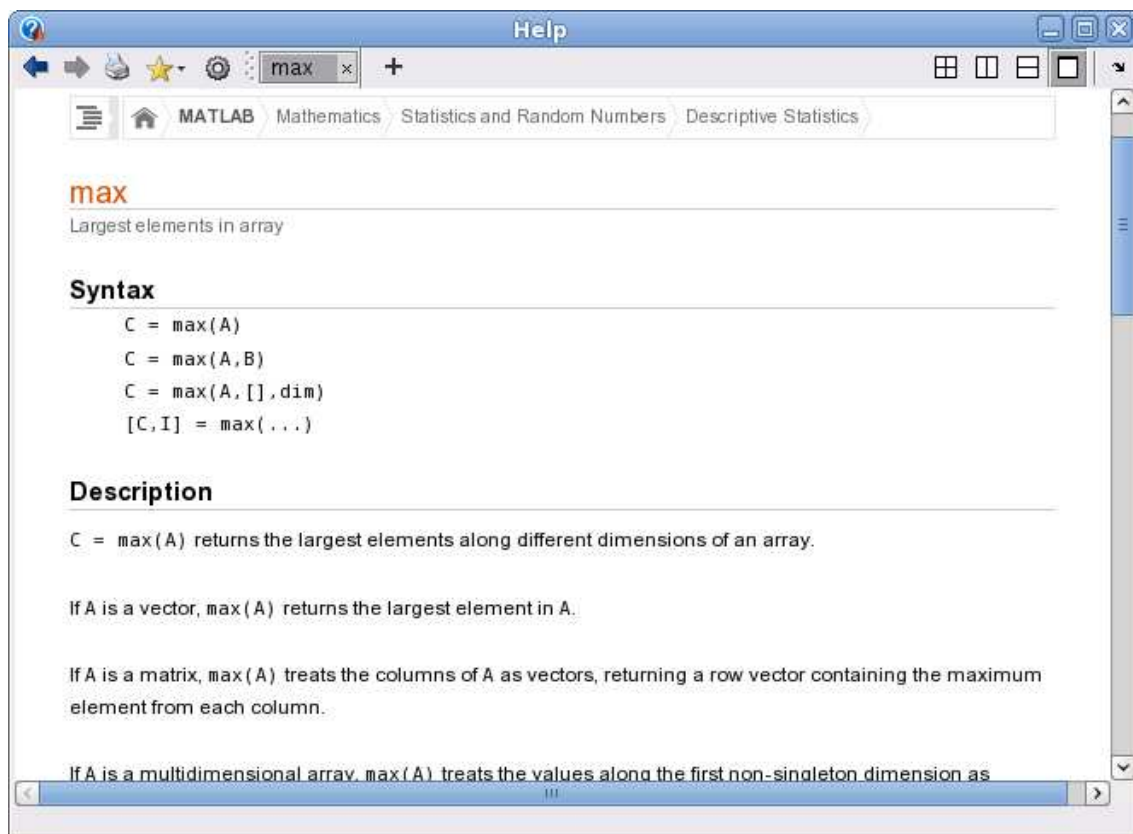 Help
max
MATLAB Mathematics Statistics and Random Numbers Descriptive Statistics
max
Largest elements in array
Syntax
C = max(A)
C = max(A,B)
C = max(A,[],dim)
[C,I] = max(...)
Description
C = max(A) returns the largest elements along different dimensions of an array.
If A is a vector, max(A) returns the largest element in A.
If A is a matrix, max(A) treats the columns of A as vectors, returning a row vector containing the maximum
element from each column.
If A is a multidimensional array, max(A) treats the values along the first non-singleton dimension as